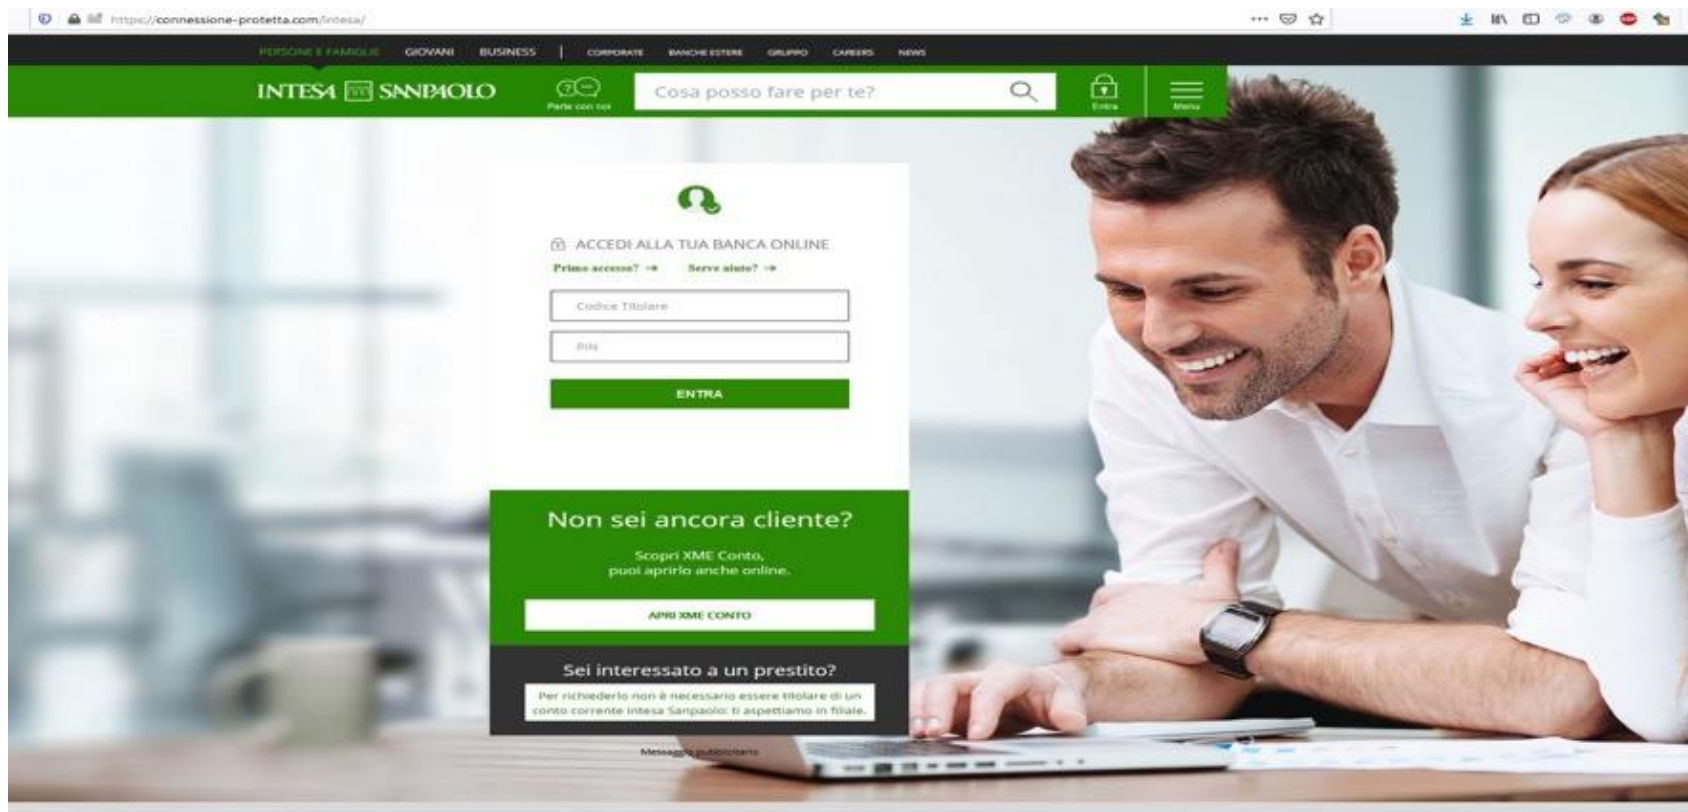 https://connessione-protetta.com/intesa/
PERSONE E FAMIGLIE GIOVANI BUSINESS | CORPORATE BANCHE ESTERE GRUPPO CAREERS NEWS
INTESA SANPAOLO
Parla con noi
Cosa posso fare per te?
Entra
Menu
ACCEDI ALLA TUA BANCA ONLINE
Primo accesso? → Serve aiuto? →
Codice Titolare
PIN
ENTRA
Non sei ancora cliente?
Scopri XME Conto,
puoi aprirlo anche online.
APRI XME CONTO
Sei interessato a un prestito?
Per richiederlo non è necessario essere titolare di un
conto corrente Intesa Sanpaolo: ti aspettiamo in filiale.
Messaggio pubblicitario